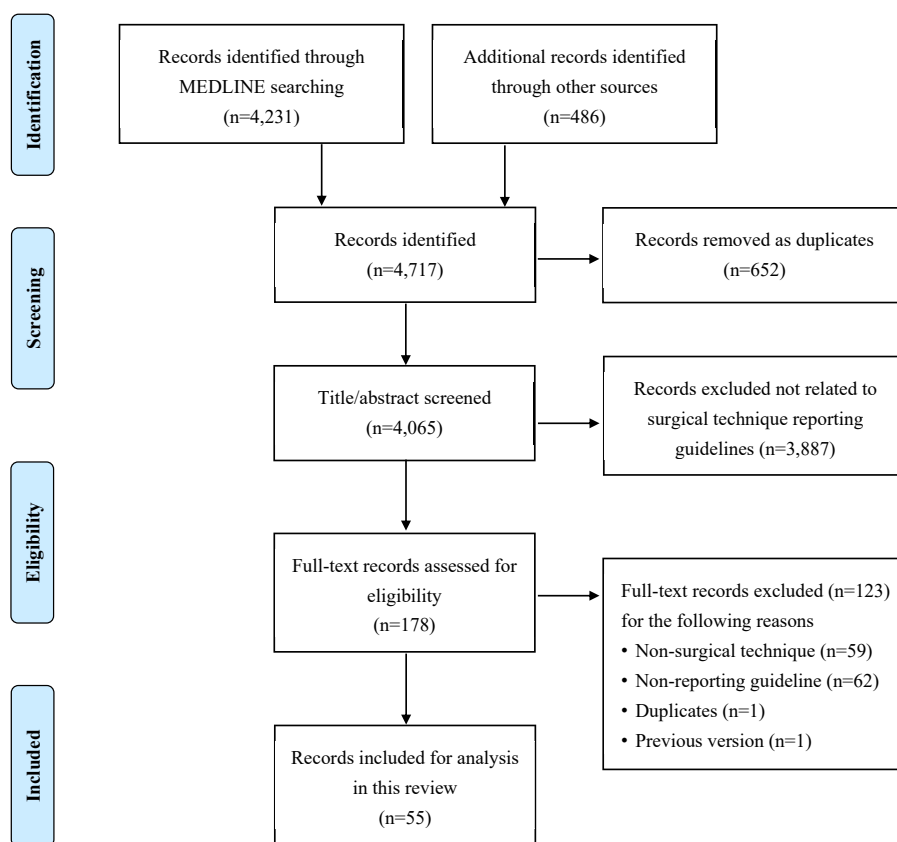 Identification
Records identified through
MEDLINE searching
(n=4,231)
Additional records identified
through other sources
(n=486)
Screening
Records identified
(n=4,717)
Records removed as duplicates
(n=652)
Title/abstract screened
(n=4,065)
Records excluded not related to
surgical technique reporting
guidelines (n=3,887)
Eligibility
Full-text records assessed for
eligibility
(n=178)
Full-text records excluded (n=123)
for the following reasons
• Non-surgical technique (n=59)
• Non-reporting guideline (n=62)
• Duplicates (n=1)
• Previous version (n=1)
Included
Records included for analysis
in this review
(n=55)